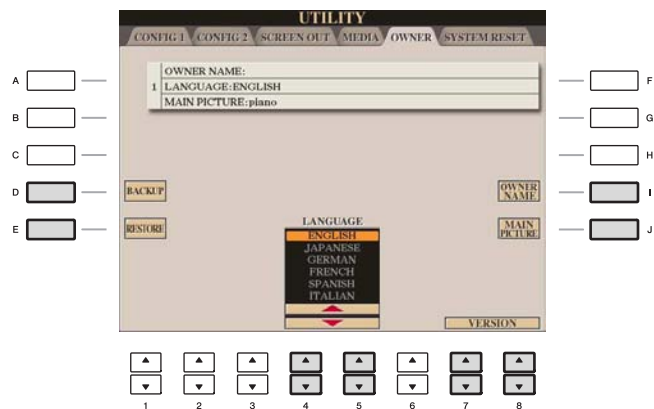 UTILITY
CONFIG 1 CONFIG 2 SCREEN OUT MEDIA OWNER SYSTEM RESET
OWNER NAME:
1 LANGUAGE:ENGLISH
MAIN PICTURE:piano
A
B
C
D
E
F
G
H
I
J
BACKUP
RESTORE
OWNER
NAME
MAIN
PICTURE
LANGUAGE
ENGLISH
JAPANESE
GERMAN
FRENCH
SPANISH
ITALIAN
VERSION
1 2 3 4 5 6 7 8